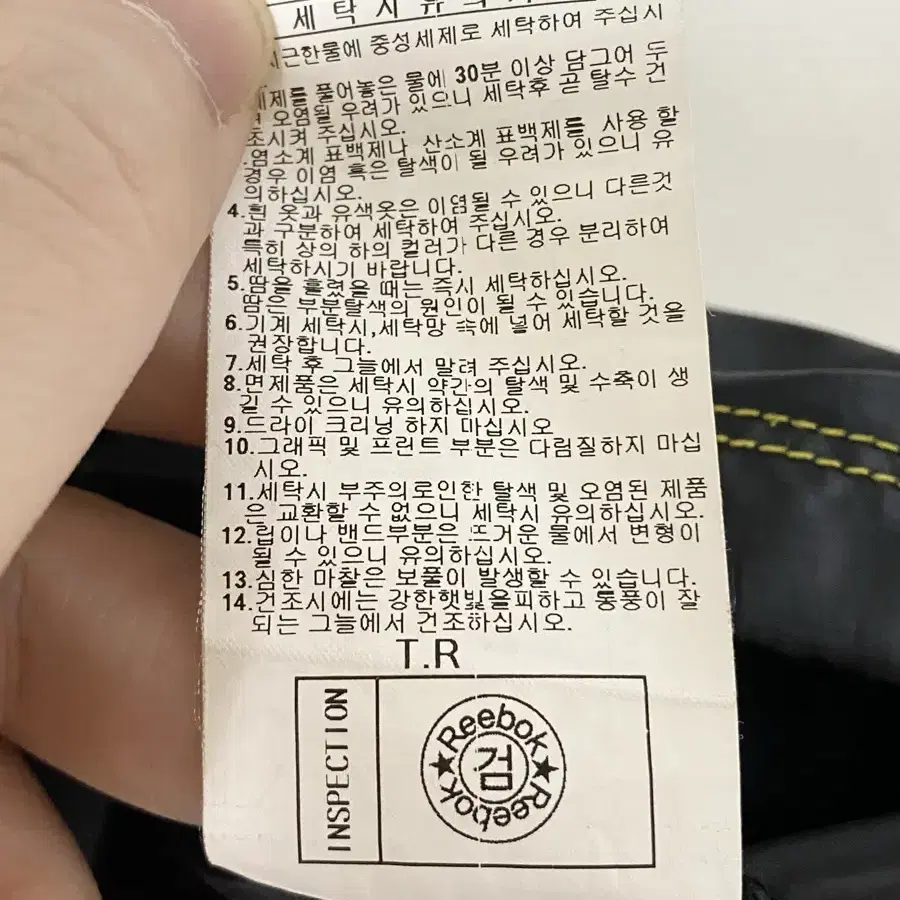 세 탁 시 유
지근한물에 중성세제로 세탁하여 주십시
세제를 풀어놓은 물에 30분 이상 담그어 두
면 오염될 우려가 있으니 세탁후 곧 탈수 건
조시켜 주십시오.
.염소계 표백제나 산소계 표백제를 사용 할
경우 이염 혹은 탈색이 될 우려가 있으니 유
의하십시오.
4.흰 옷과 유색옷은 이염될 수 있으니 다른것
과 구분하여 세탁하여 주십시오.
특히 상의 하의 컬러가 다른 경우 분리하여
세탁하시기 바랍니다.
5.땀을 흘렸을 때는 즉시 세탁하십시오.
땀은 부분탈색의 원인이 될 수 있습니다.
6.기계 세탁시,세탁망 속에 넣어 세탁할 것을
권장합니다.
7.세탁 후 그늘에서 말려 주십시오.
8.면제품은 세탁시 약간의 탈색 및 수축이 생
길 수 있으니 유의하십시오.
9.드라이 크리닝 하지 마십시오
10.그래픽 및 프린트 부분은 다림질하지 마십
시오.
11.세탁시 부주의로인한 탈색 및 오염된 제품
은 교환할 수 없으니 세탁시 유의하십시오.
12.립이나 밴드부분은 뜨거운 물에서 변형이
될 수 있으니 유의하십시오.
13.심한 마찰은 보풀이 발생할 수 있습니다.
14.건조시에는 강한햇빛을피하고 통풍이 잘
되는 그늘에서 건조하십시오.
T.R
INSPECTION
Reebok
검
Reebok